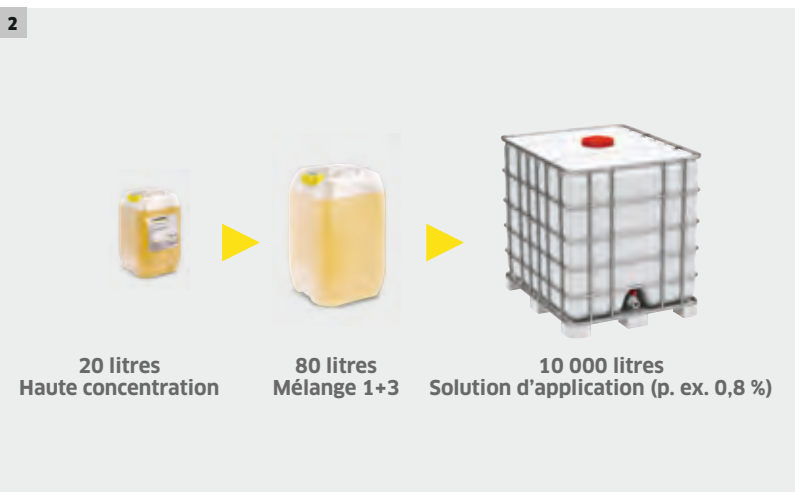 2
20 litres
Haute concentration
80 litres
Mélange 1+3
10 000 litres
Solution d'application (p. ex. 0,8 %)